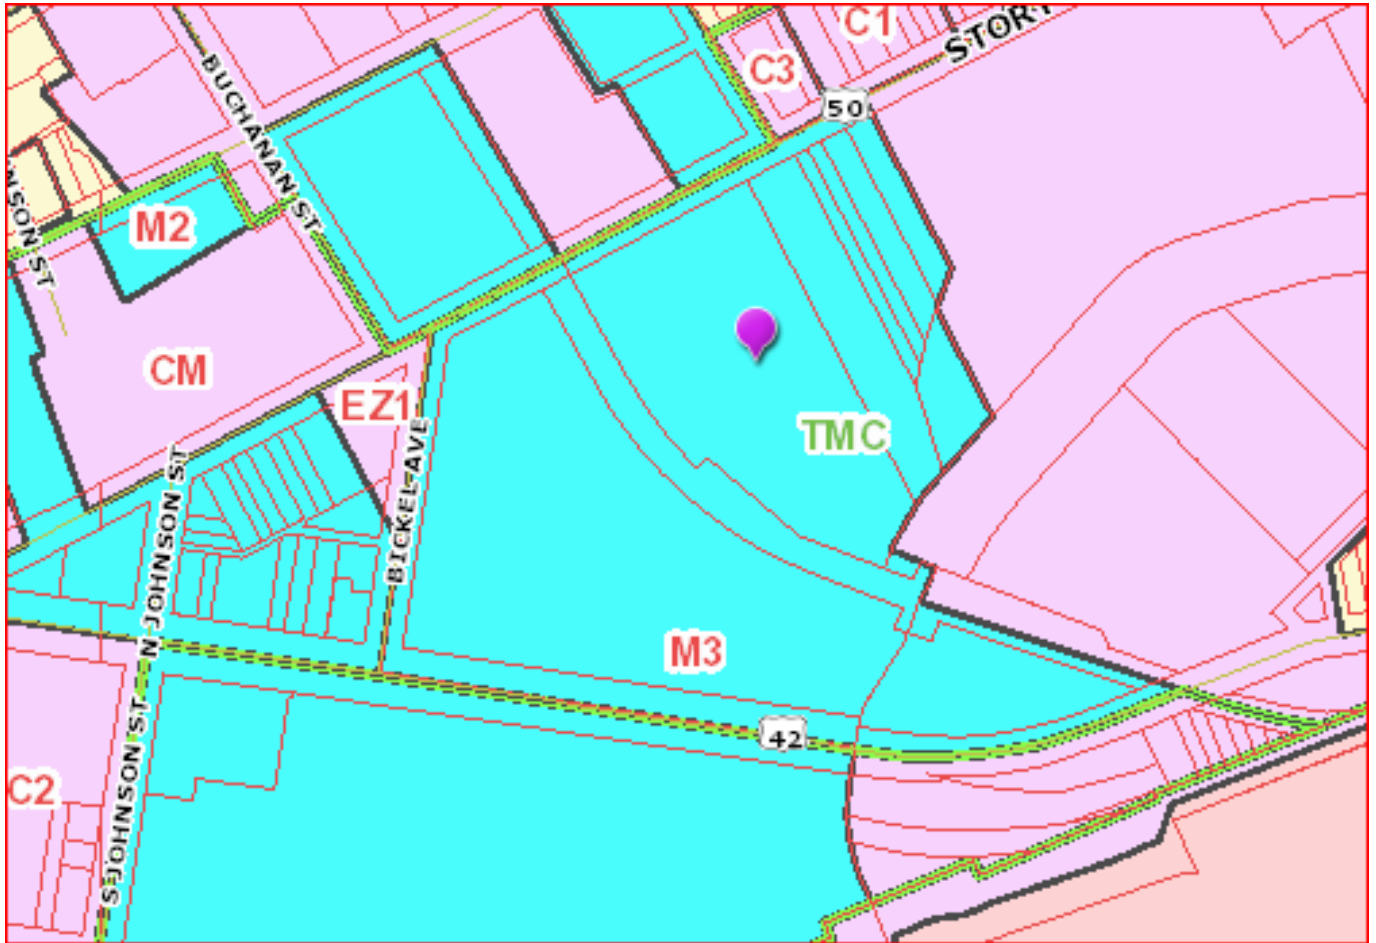 C1
STORY
C3
50
BUCHANAN ST
NSON ST
M2
CM
EZ1
TMC
BICKEL AVE
N JOHNSON ST
M3
42
C2
S JOHNSON ST